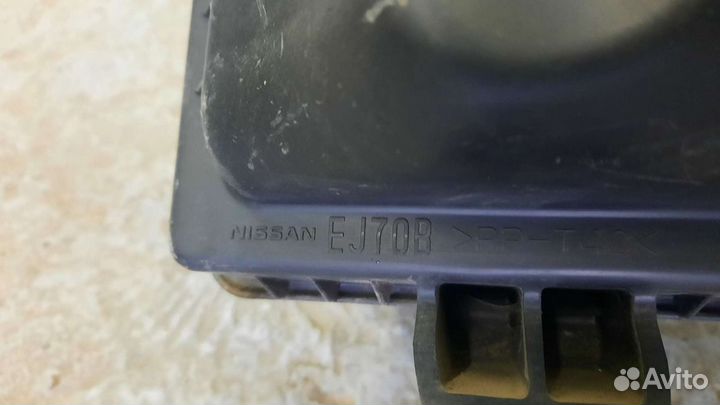 NISSAN EJ70B >PP-T40<
Avito